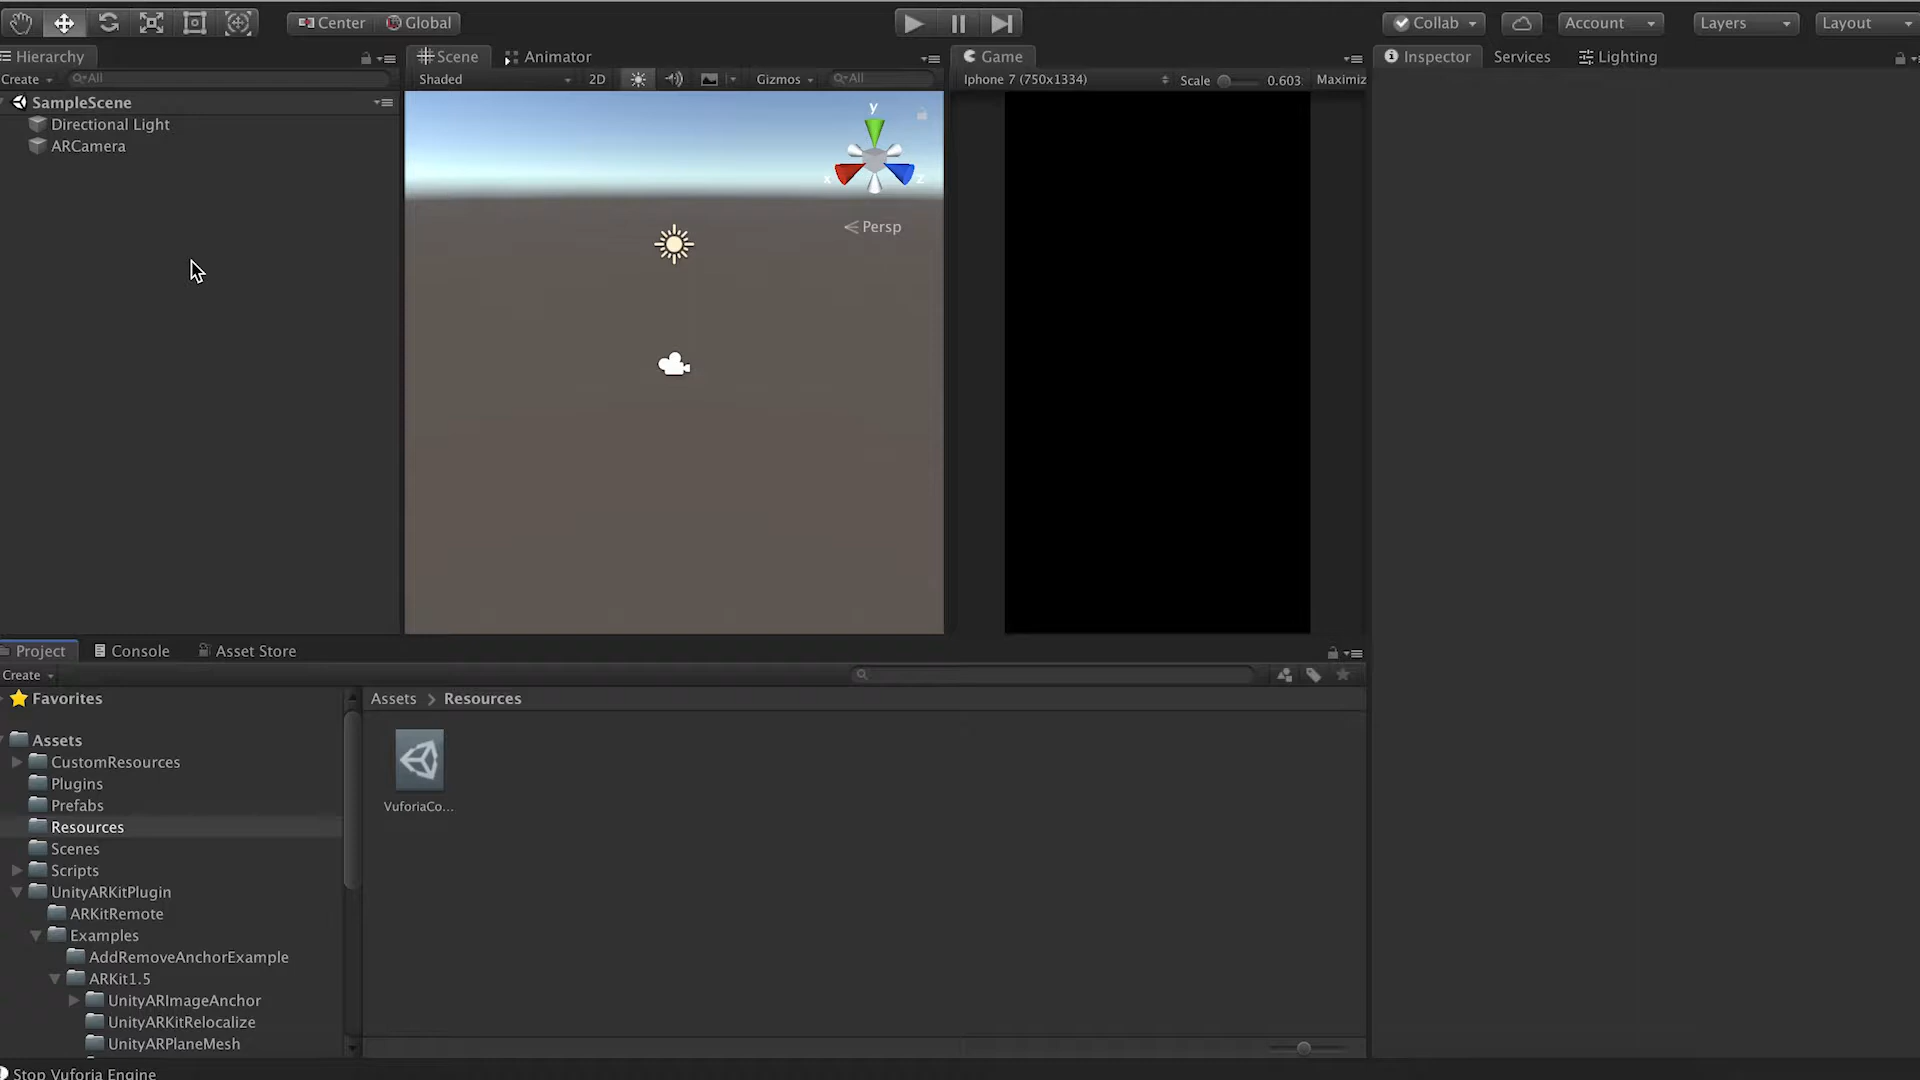 Center Global Collab Account Layers Layout
Hierarchy Scene Animator Game Inspector Services Lighting
Create All Shaded 2D Gizmos All Iphone 7 (750x1334) Scale 0.603 Maximiz
SampleScene
Directional Light
ARCamera
y
x z
Persp
Project Console Asset Store
Create
Favorites
Assets > Resources
Assets
CustomResources
Plugins
Prefabs
Resources
Scenes
Scripts
UnityARKitPlugin
ARKitRemote
Examples
AddRemoveAnchorExample
ARKit1.5
UnityARImageAnchor
UnityARKitRelocalize
UnityARPlaneMesh
VuforiaCo...
Stop Vuforia Engine